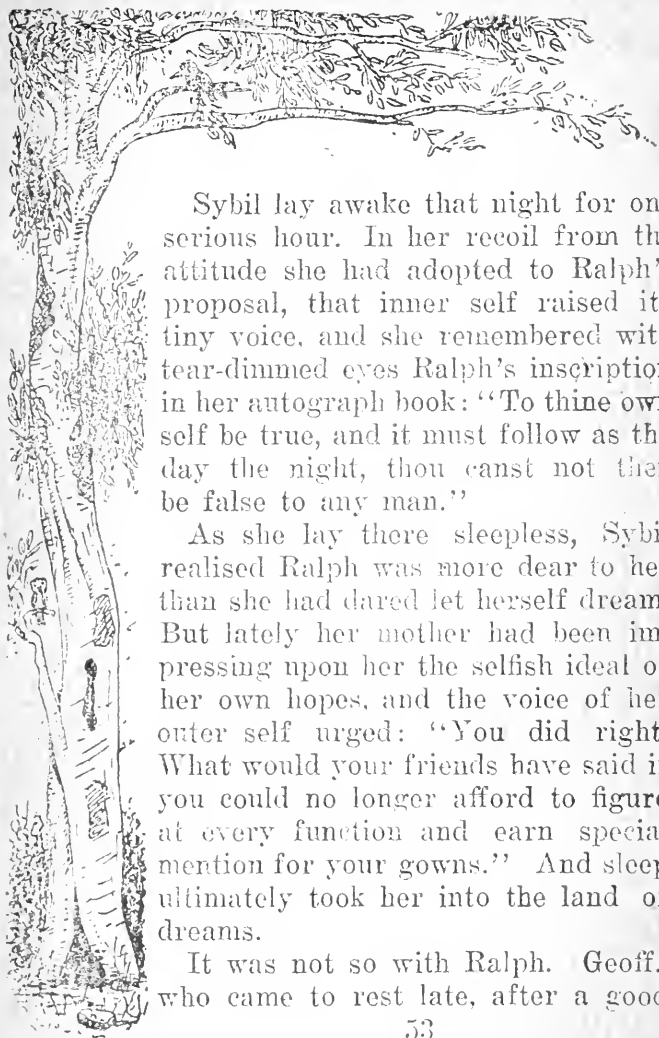 Sybil lay awake that night for on
serious hour. In her recoil from th
attitude she had adopted to Ralph'
proposal, that inner self raised it
tiny voice, and she remembered wit
tear-dimmed eyes Ralph's inscriptio
in her autograph book: "To thine ow
self be true, and it must follow as th
day the night, thou canst not the
be false to any man."
As she lay there sleepless, Sybi
realised Ralph was more dear to he
than she had dared let herself dream
But lately her mother had been im
pressing upon her the selfish ideal o
her own hopes, and the voice of he
outer self urged: "You did right
What would your friends have said i
you could no longer afford to figure
at every function and earn specia
mention for your gowns." And sleep
ultimately took her into the land o
dreams.
It was not so with Ralph. Geoff.
who came to rest late, after a good
53